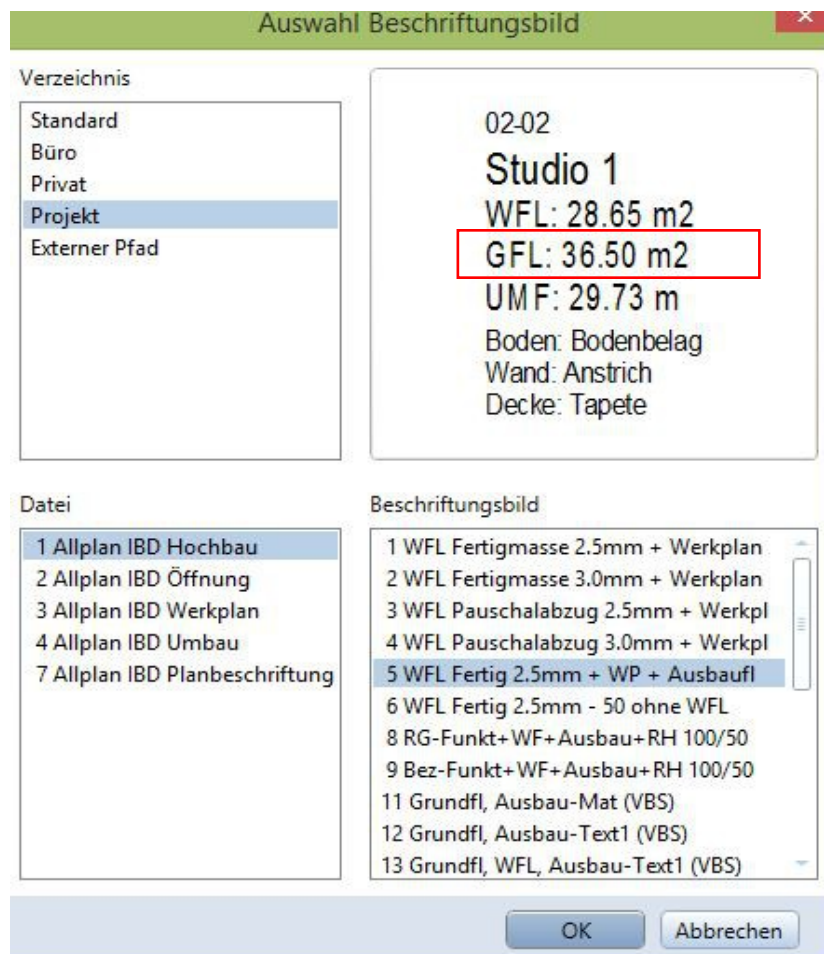 Auswahl Beschriftungsbild
Verzeichnis
Standard
Büro
Privat
Projekt
Externer Pfad
02-02
Studio 1
WFL: 28.65 m2
GFL: 36.50 m2
UMF: 29.73 m
Boden: Bodenbelag
Wand: Anstrich
Decke: Tapete
Datei
1 Allplan IBD Hochbau
2 Allplan IBD Öffnung
3 Allplan IBD Werkplan
4 Allplan IBD Umbau
7 Allplan IBD Planbeschriftung
Beschriftungsbild
1 WFL Fertigmasse 2.5mm + Werkplan
2 WFL Fertigmasse 3.0mm + Werkplan
3 WFL Pauschalabzug 2.5mm + Werkpl
4 WFL Pauschalabzug 3.0mm + Werkpl
5 WFL Fertig 2.5mm + WP + Ausbaufl
6 WFL Fertig 2.5mm - 50 ohne WFL
8 RG-Funkt+WF+Ausbau+RH 100/50
9 Bez-Funkt+WF+Ausbau+RH 100/50
11 Grundfl, Ausbau-Mat (VBS)
12 Grundfl, Ausbau-Text1 (VBS)
13 Grundfl, WFL, Ausbau-Text1 (VBS)
OK
Abbrechen